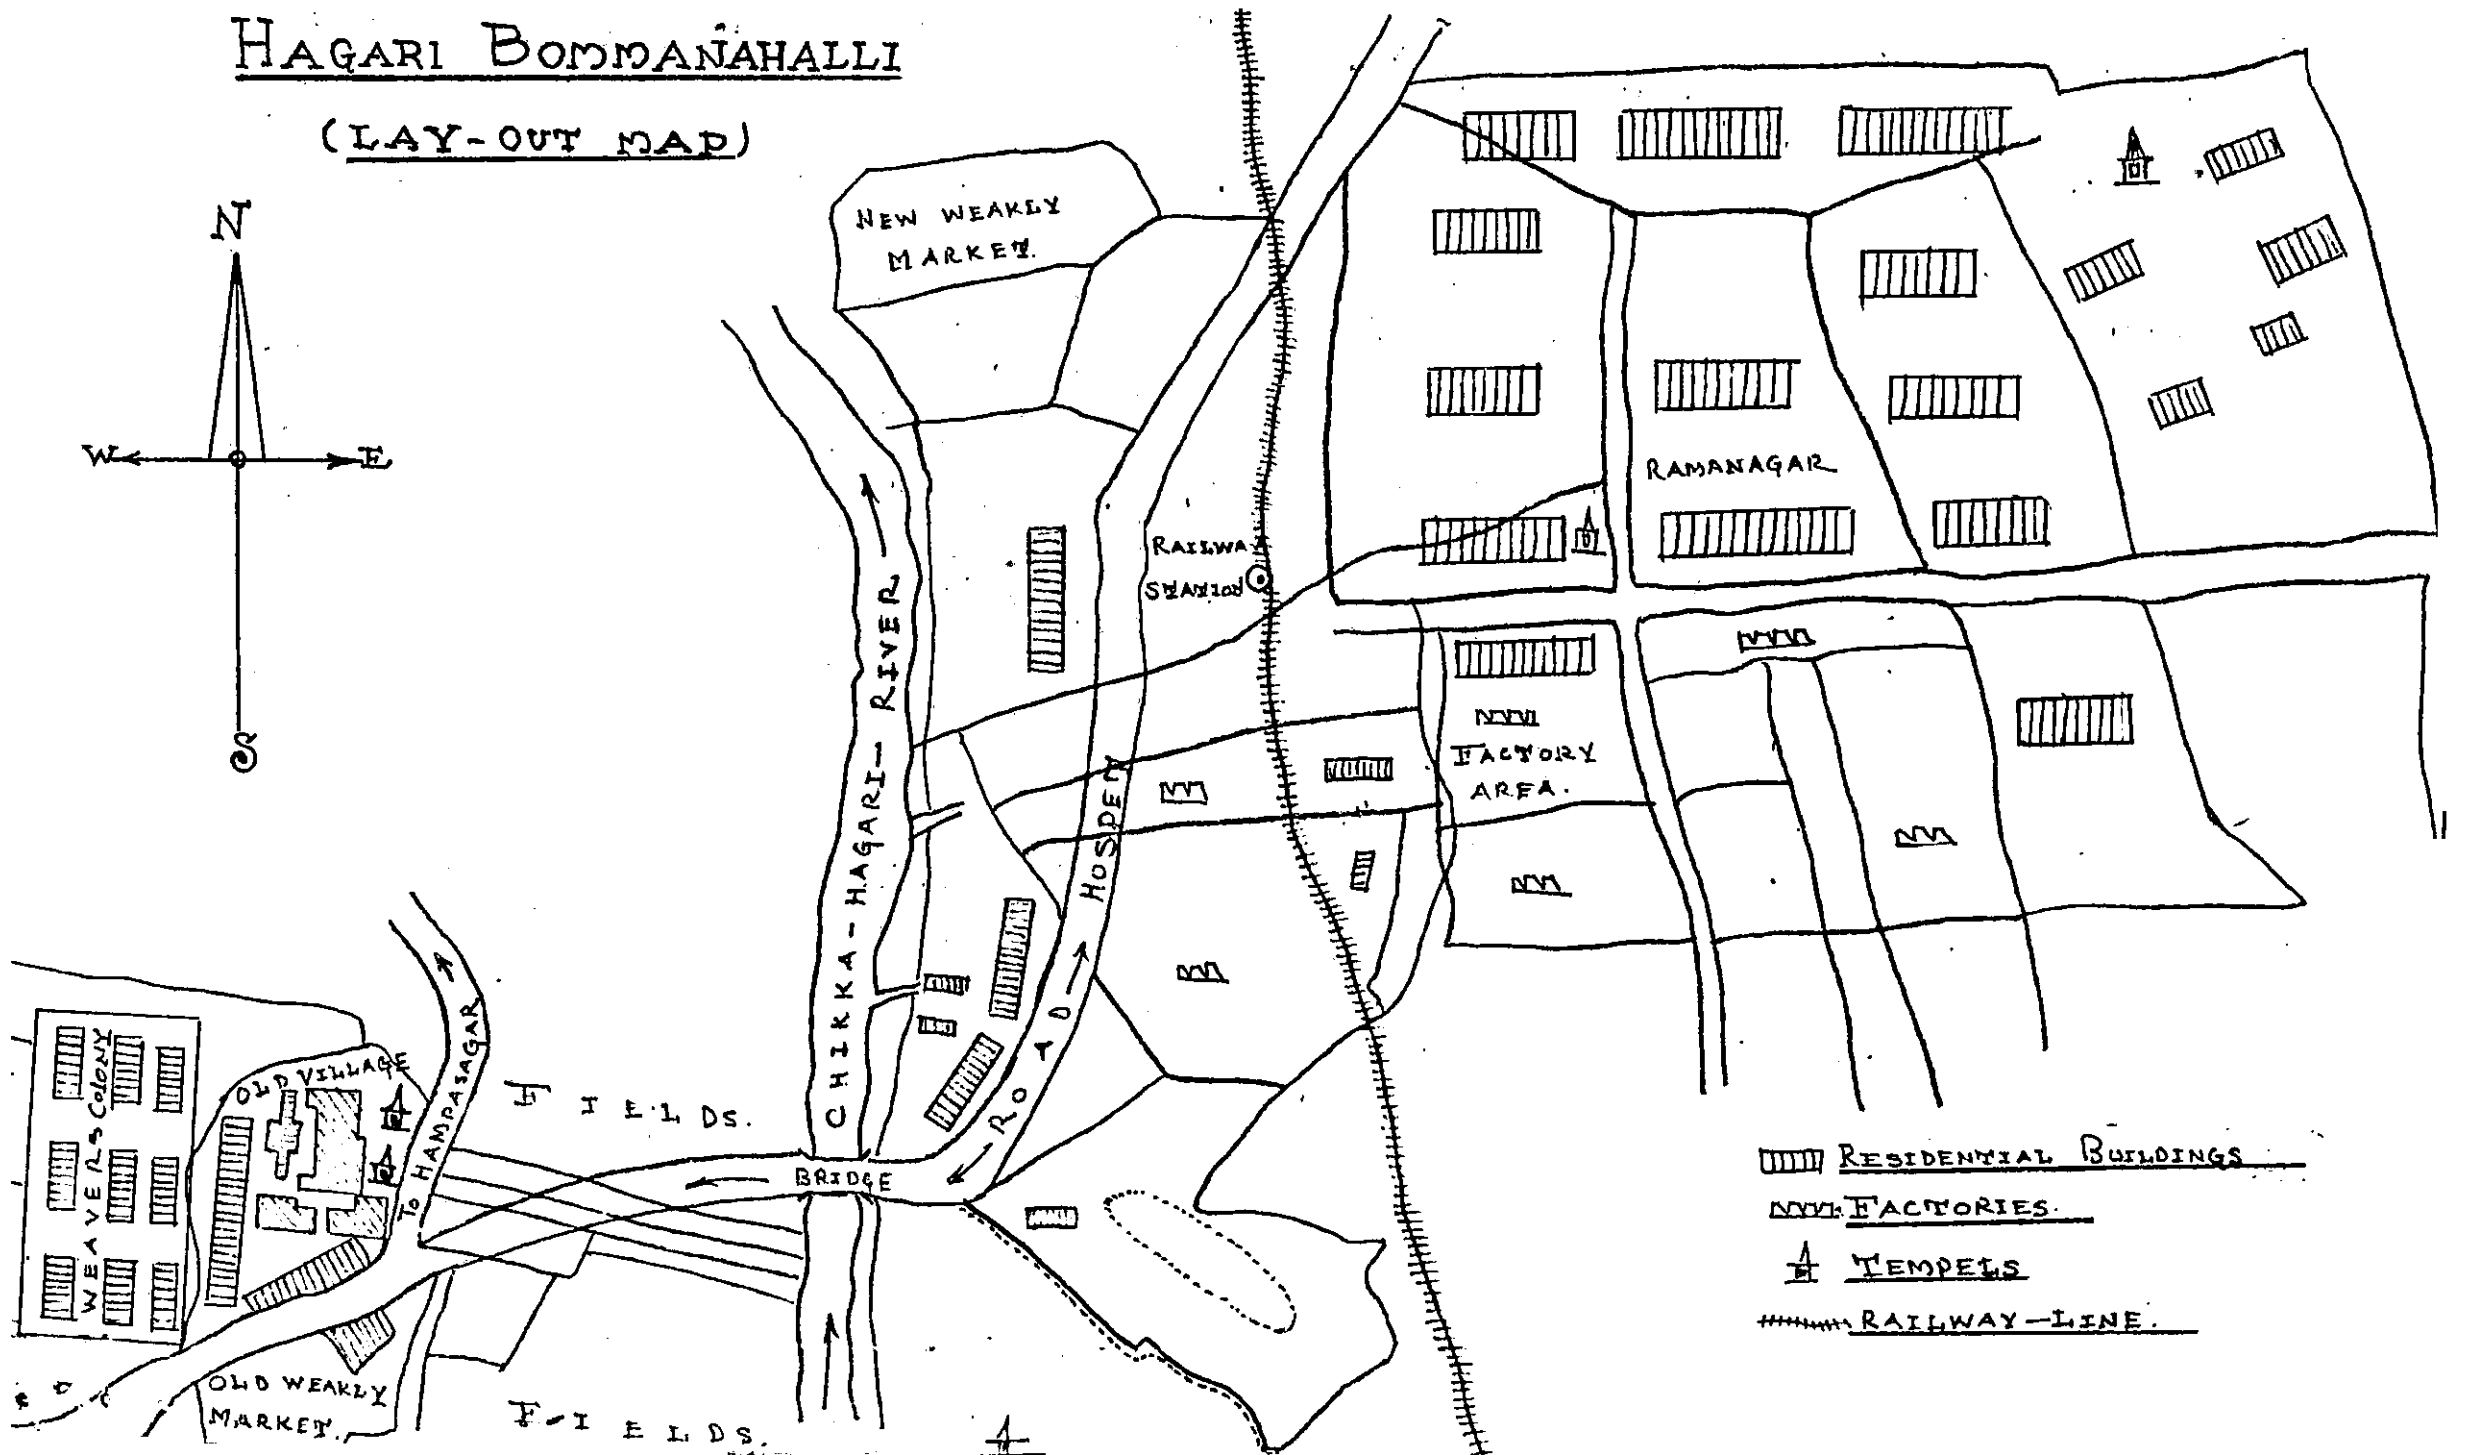 HAGARI BOMMANAHALLI
(LAY-OUT MAP)
N
W
E
S
NEW WEAKLY
MARKET.
RAMANAGAR
RAILWAY
STATION
CHIKKA-HAGARI-RIVER
HOSPET
ROAD
FACTORY
AREA.
BRIDGE
TO HAMPASAGAR
OLD VILLAGE
WEAVERS COLONY
FIELDS.
OLD WEAKLY
MARKET.
FIELDS.
RESIDENTIAL BUILDINGS
FACTORIES.
TEMPELS
RAILWAY-LINE.